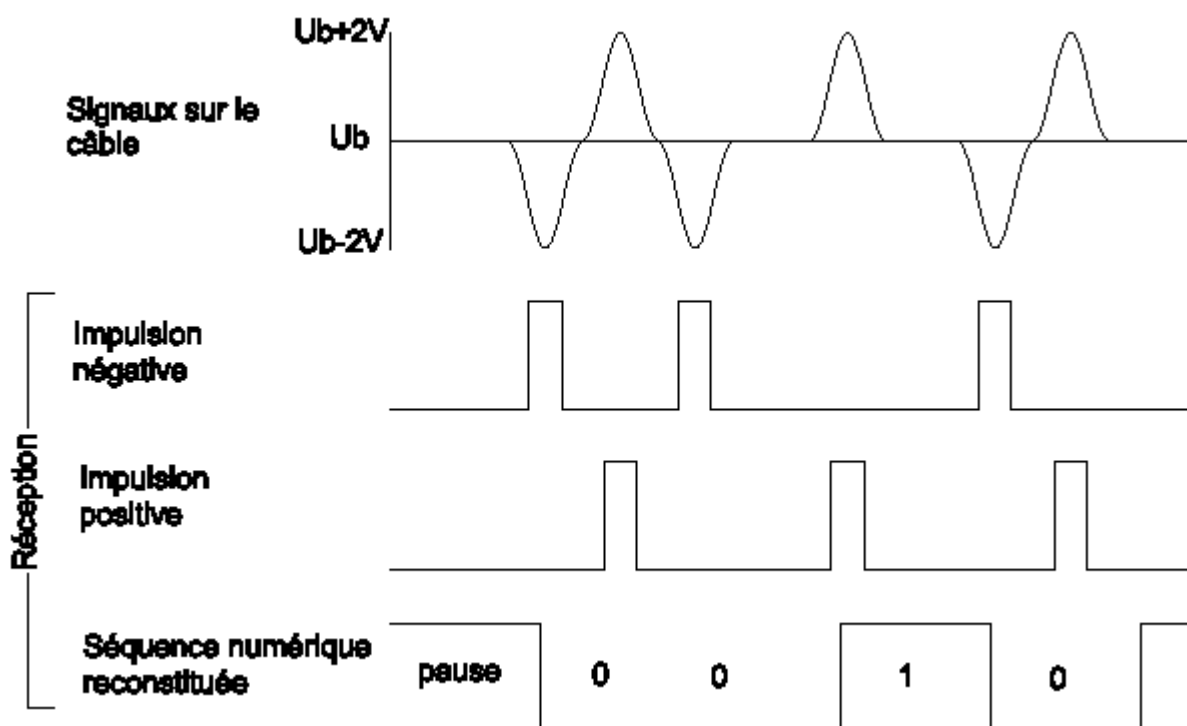 Ub+2V
Signaux sur le
câble
Ub
Ub-2V
Réception
Impulsion
négative
Impulsion
positive
Séquence numérique
reconstituée
pause 0 0 1 0